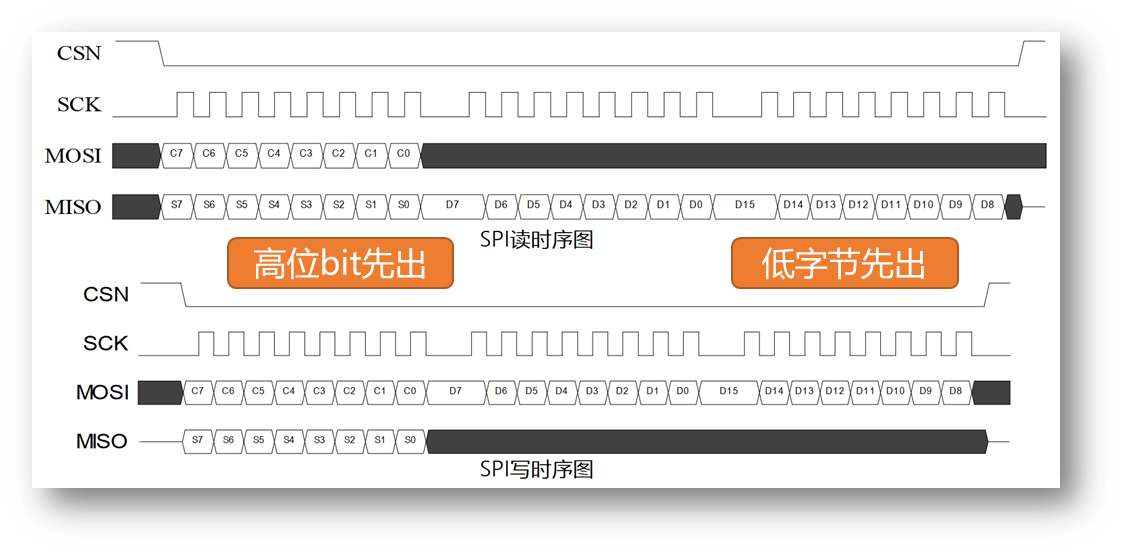 CSN
SCK
MOSI C7 C6 C5 C4 C3 C2 C1 C0
MISO S7 S6 S5 S4 S3 S2 S1 S0 D7 D6 D5 D4 D3 D2 D1 D0 D15 D14 D13 D12 D11 D10 D9 D8
SPI读时序图
高位bit先出 低字节先出
CSN
SCK
MOSI C7 C6 C5 C4 C3 C2 C1 C0 D7 D6 D5 D4 D3 D2 D1 D0 D15 D14 D13 D12 D11 D10 D9 D8
MISO S7 S6 S5 S4 S3 S2 S1 S0
SPI写时序图